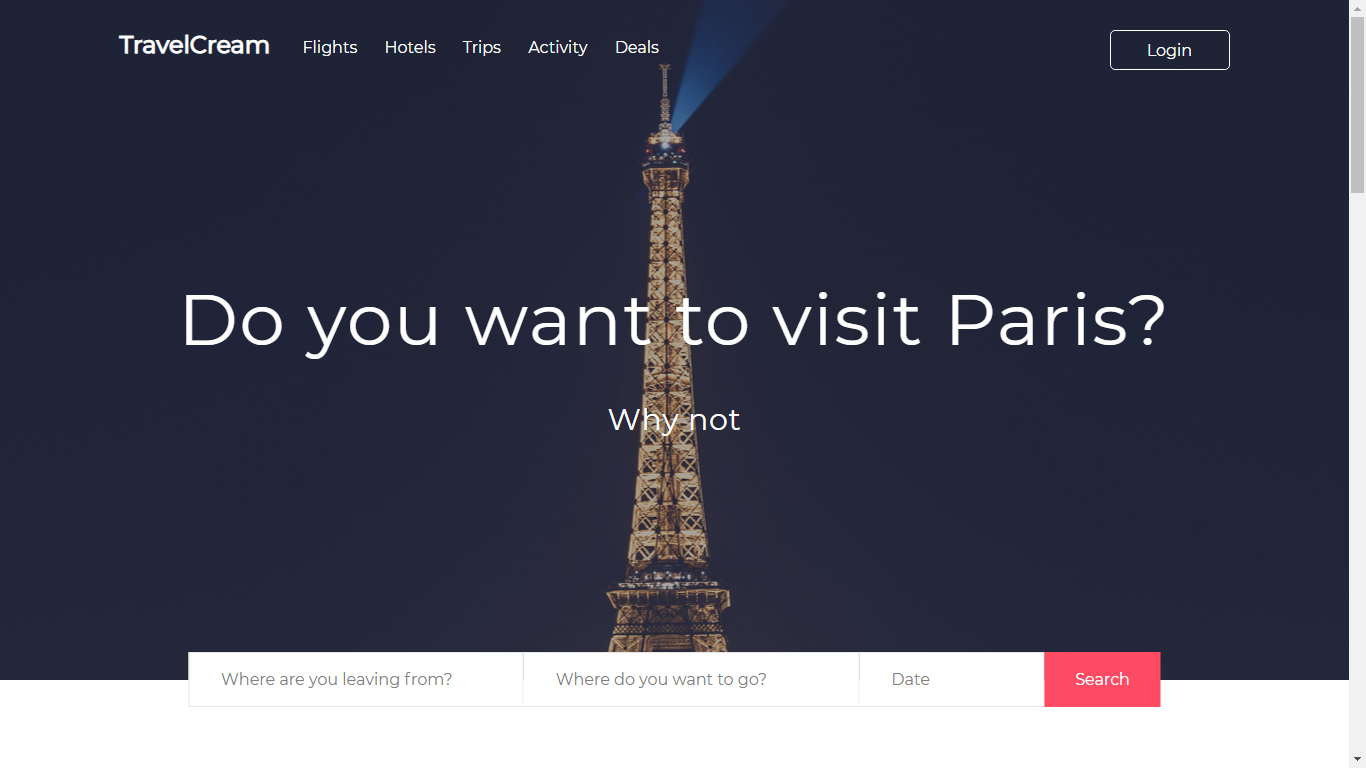 TravelCream Flights Hotels Trips Activity Deals Login
Do you want to visit Paris?
Why not
Where are you leaving from? Where do you want to go? Date Search